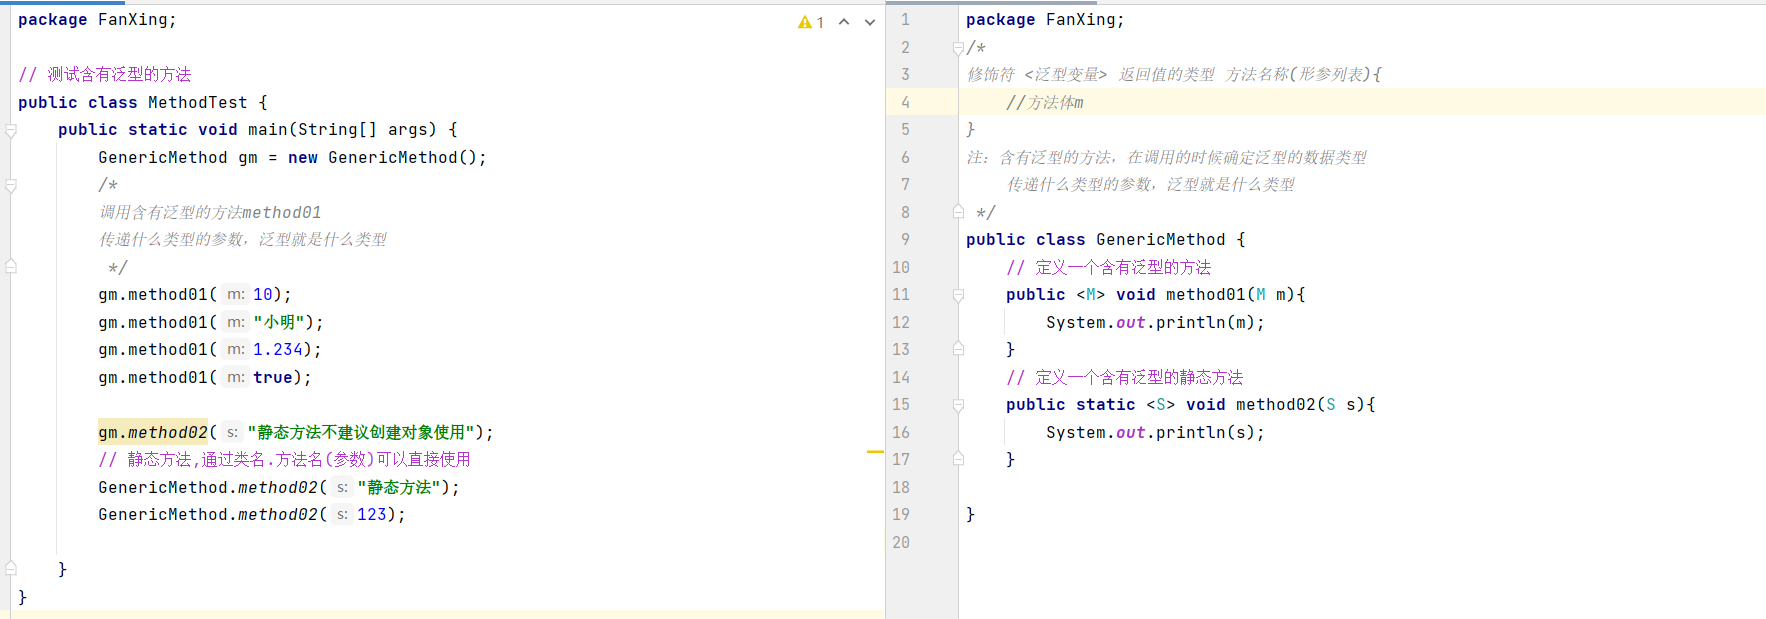 package FanXing;
1
// 测试含有泛型的方法
public class MethodTest {
public static void main(String[] args) {
GenericMethod gm = new GenericMethod();
/*
调用含有泛型的方法method01
传递什么类型的参数，泛型就是什么类型
*/
gm.method01( m: 10);
gm.method01( m: "小明");
gm.method01( m: 1.234);
gm.method01( m: true);
gm.method02( s: "静态方法不建议创建对象使用");
// 静态方法,通过类名.方法名(参数)可以直接使用
GenericMethod.method02( s: "静态方法");
GenericMethod.method02( s: 123);
}
}
1 package FanXing;
2 /*
3 修饰符 <泛型变量> 返回值的类型 方法名称(形参列表){
4 //方法体m
5 }
6 注：含有泛型的方法，在调用的时候确定泛型的数据类型
7 传递什么类型的参数，泛型就是什么类型
8 */
9 public class GenericMethod {
10 // 定义一个含有泛型的方法
11 public <M> void method01(M m){
12 System.out.println(m);
13 }
14 // 定义一个含有泛型的静态方法
15 public static <S> void method02(S s){
16 System.out.println(s);
17 }
18
19 }
20